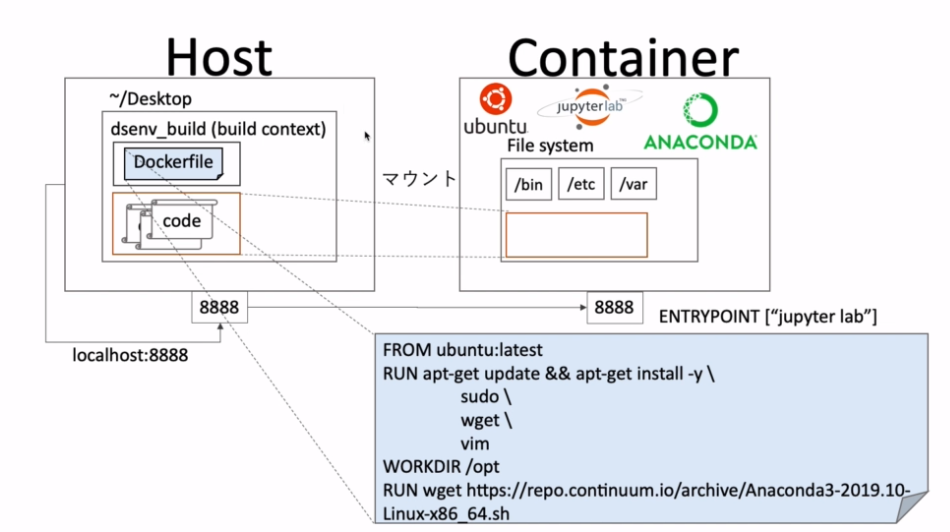 Host
Container
~/Desktop
dsenv_build (build context)
Dockerfile
code
マウント
ubuntu
jupyterlab
ANACONDA
File system
/bin
/etc
/var
8888
8888
localhost:8888
ENTRYPOINT [“jupyter lab”]
FROM ubuntu:latest
RUN apt-get update && apt-get install -y \
sudo \
wget \
vim
WORKDIR /opt
RUN wget https://repo.continuum.io/archive/Anaconda3-2019.10-
Linux-x86_64.sh